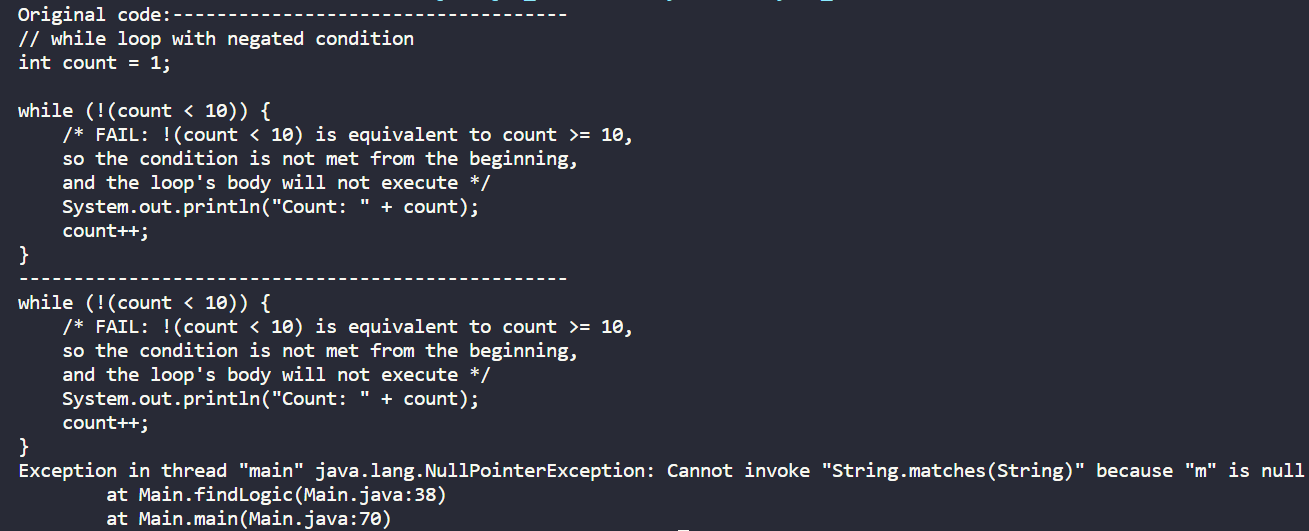 Original code:------------------------------------
// while loop with negated condition
int count = 1;
while (!(count < 10)) {
    /* FAIL: !(count < 10) is equivalent to count >= 10,
    so the condition is not met from the beginning,
    and the loop's body will not execute */
    System.out.println("Count: " + count);
    count++;
}
--------------------------------------------------
while (!(count < 10)) {
    /* FAIL: !(count < 10) is equivalent to count >= 10,
    so the condition is not met from the beginning,
    and the loop's body will not execute */
    System.out.println("Count: " + count);
    count++;
}
Exception in thread "main" java.lang.NullPointerException: Cannot invoke "String.matches(String)" because "m" is null
        at Main.findLogic(Main.java:38)
        at Main.main(Main.java:70)